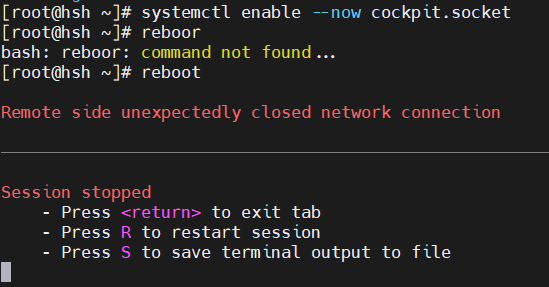 [root@hsh ~]# systemctl enable --now cockpit.socket
[root@hsh ~]# reboor
bash: reboor: command not found...
[root@hsh ~]# reboot
Remote side unexpectedly closed network connection
Session stopped
- Press <return> to exit tab
- Press R to restart session
- Press S to save terminal output to file